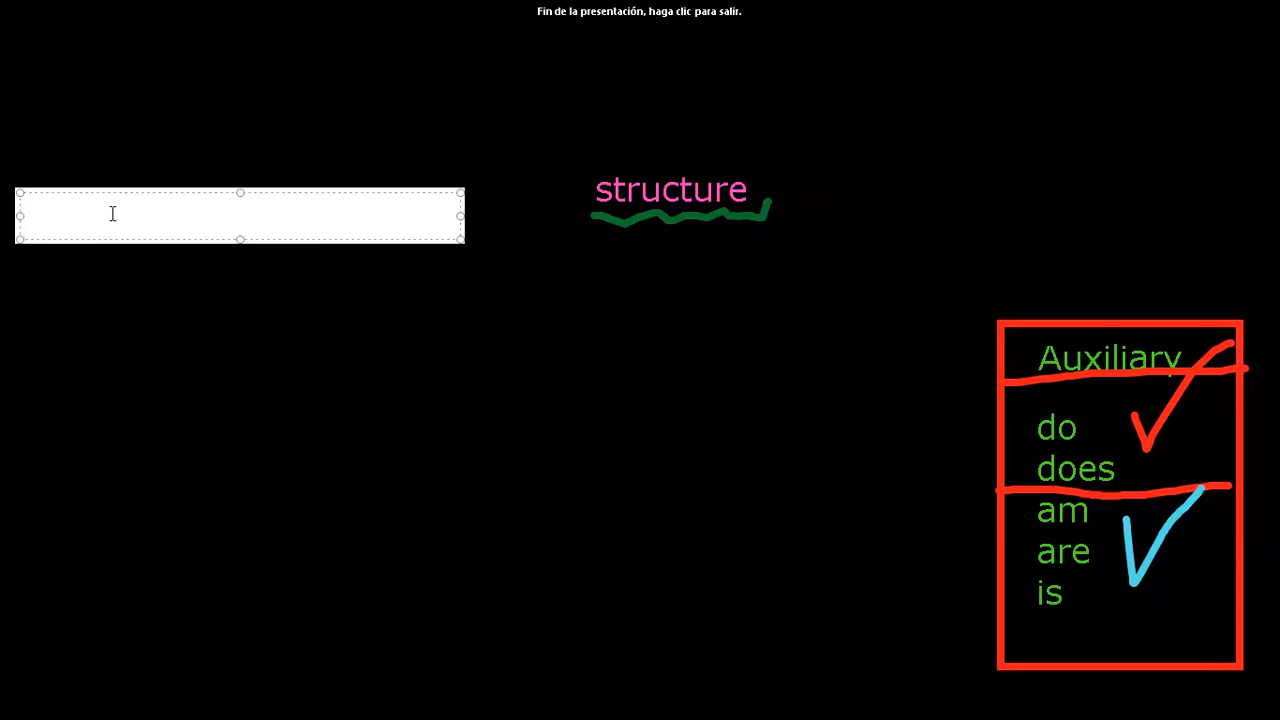 Fin de la presentación, haga clic para salir.
structure
Auxiliary
do
does
am
are
is